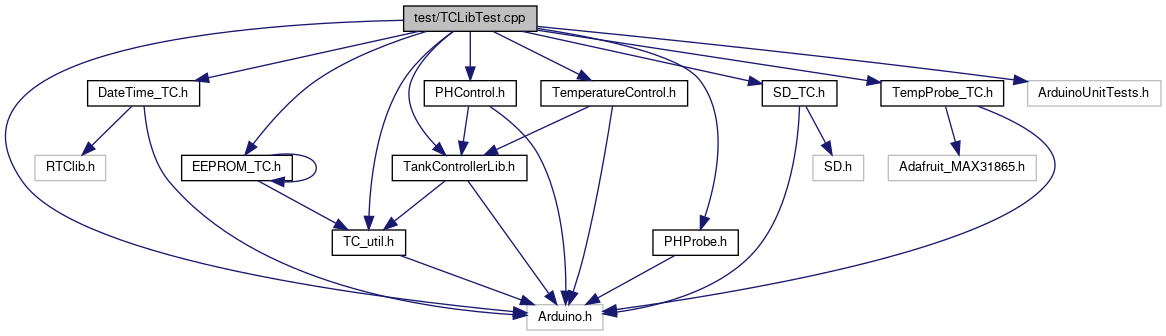 test/TCLibTest.cpp
DateTime_TC.h
PHControl.h
TemperatureControl.h
SD_TC.h
TempProbe_TC.h
ArduinoUnitTests.h
RTClib.h
EEPROM_TC.h
TankControllerLib.h
SD.h
Adafruit_MAX31865.h
TC_util.h
PHProbe.h
Arduino.h